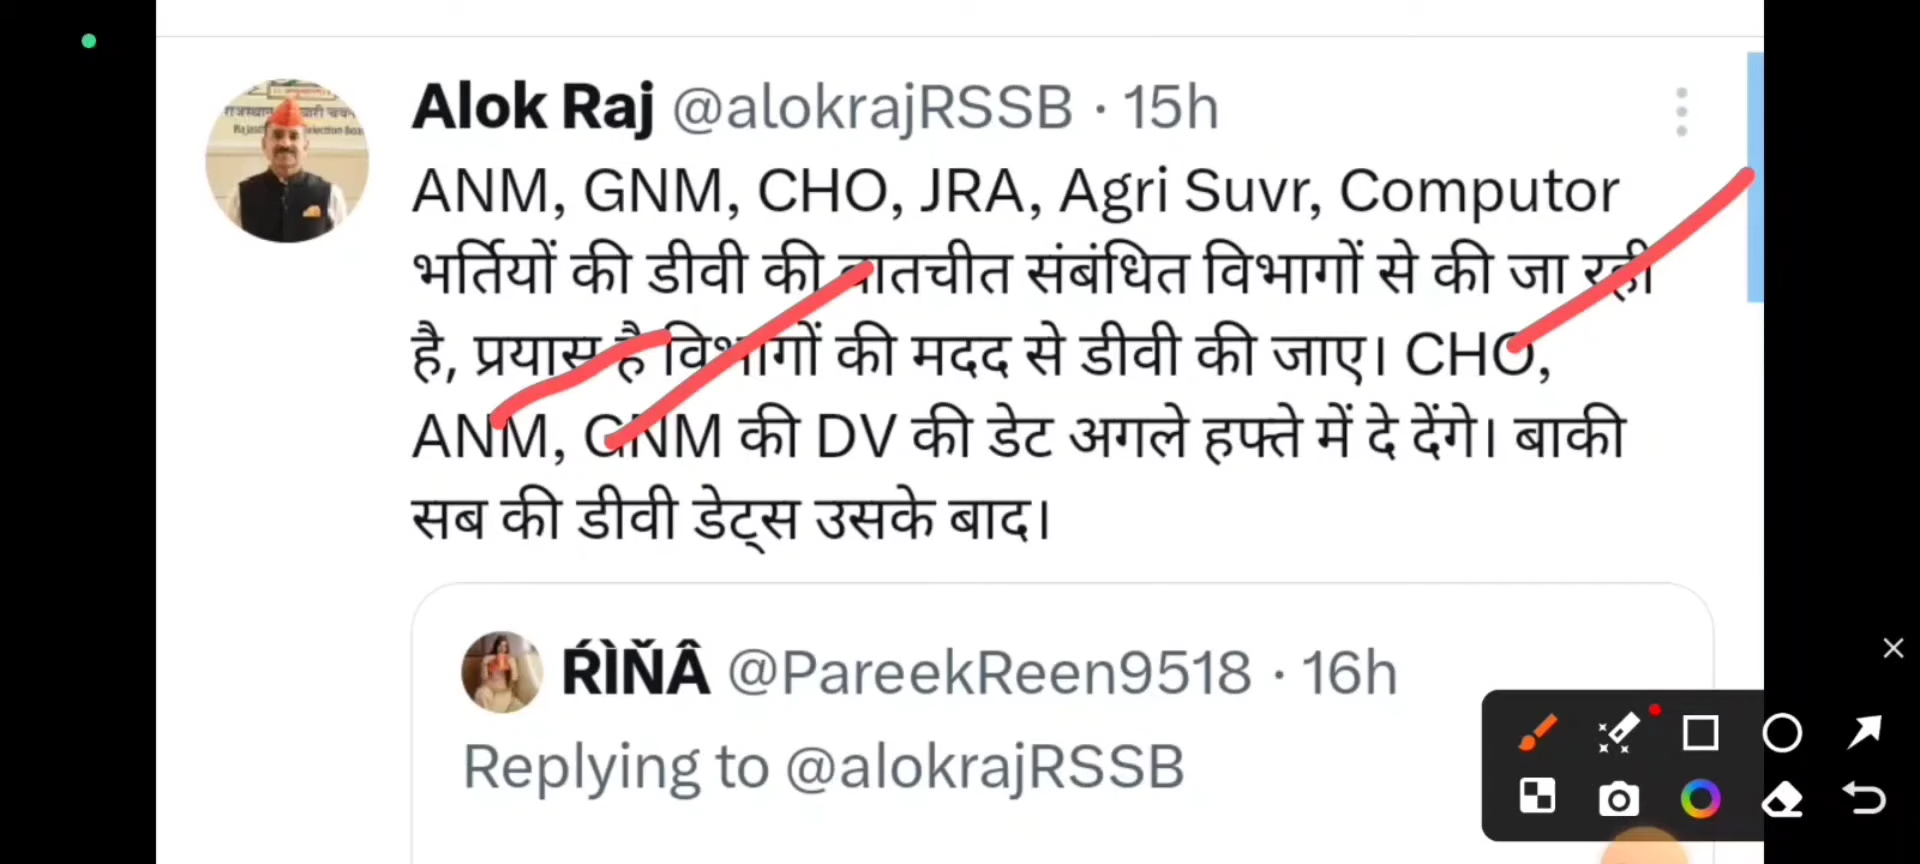 Alok Raj @alokrajRSSB · 15h
ANM, GNM, CHO, JRA, Agri Suvr, Computor
भर्तियों की डीवी की बातचीत संबंधित विभागों से की जा रही
है, प्रयास है विभागों की मदद से डीवी की जाए। CHO,
ANM, GNM की DV की डेट अगले हफ्ते में दे देंगे। बाकी
सब की डीवी डेट्स उसके बाद।
ŔÌŇÂ @PareekReen9518 · 16h
Replying to @alokrajRSSB